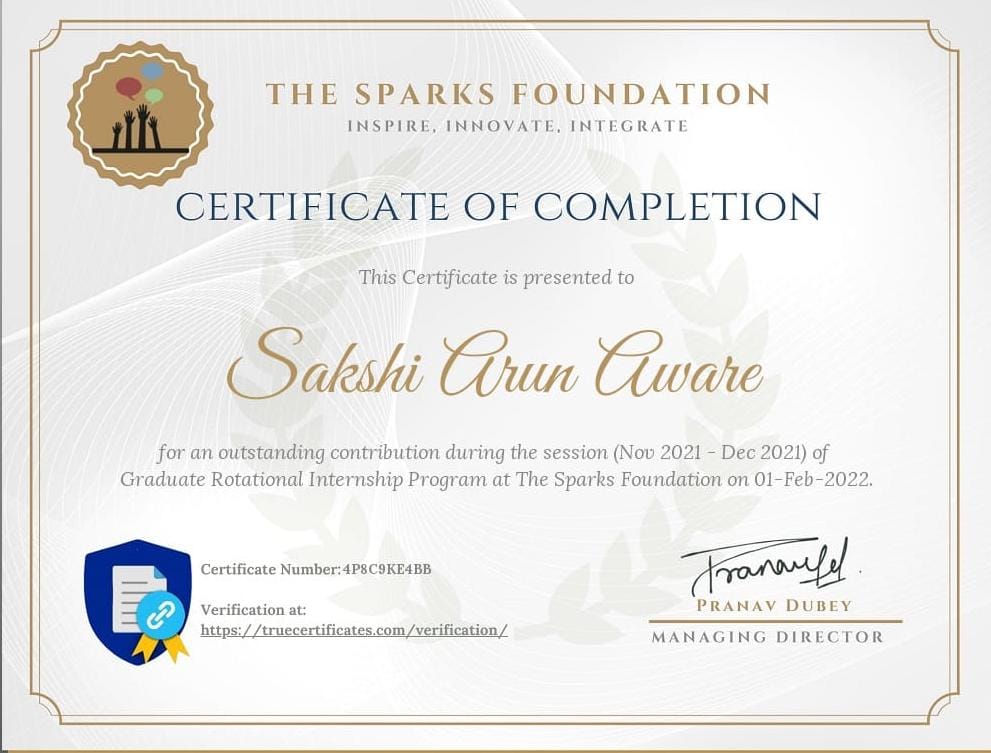 THE SPARKS FOUNDATION
INSPIRE, INNOVATE, INTEGRATE
CERTIFICATE OF COMPLETION
This Certificate is presented to
Sakshi Arun Aware
for an outstanding contribution during the session (Nov 2021 - Dec 2021) of
Graduate Rotational Internship Program at The Sparks Foundation on 01-Feb-2022.
Certificate Number:4P8C9KE4BB
Verification at:
https://truecertificates.com/verification/
PRANAV DUBEY
MANAGING DIRECTOR